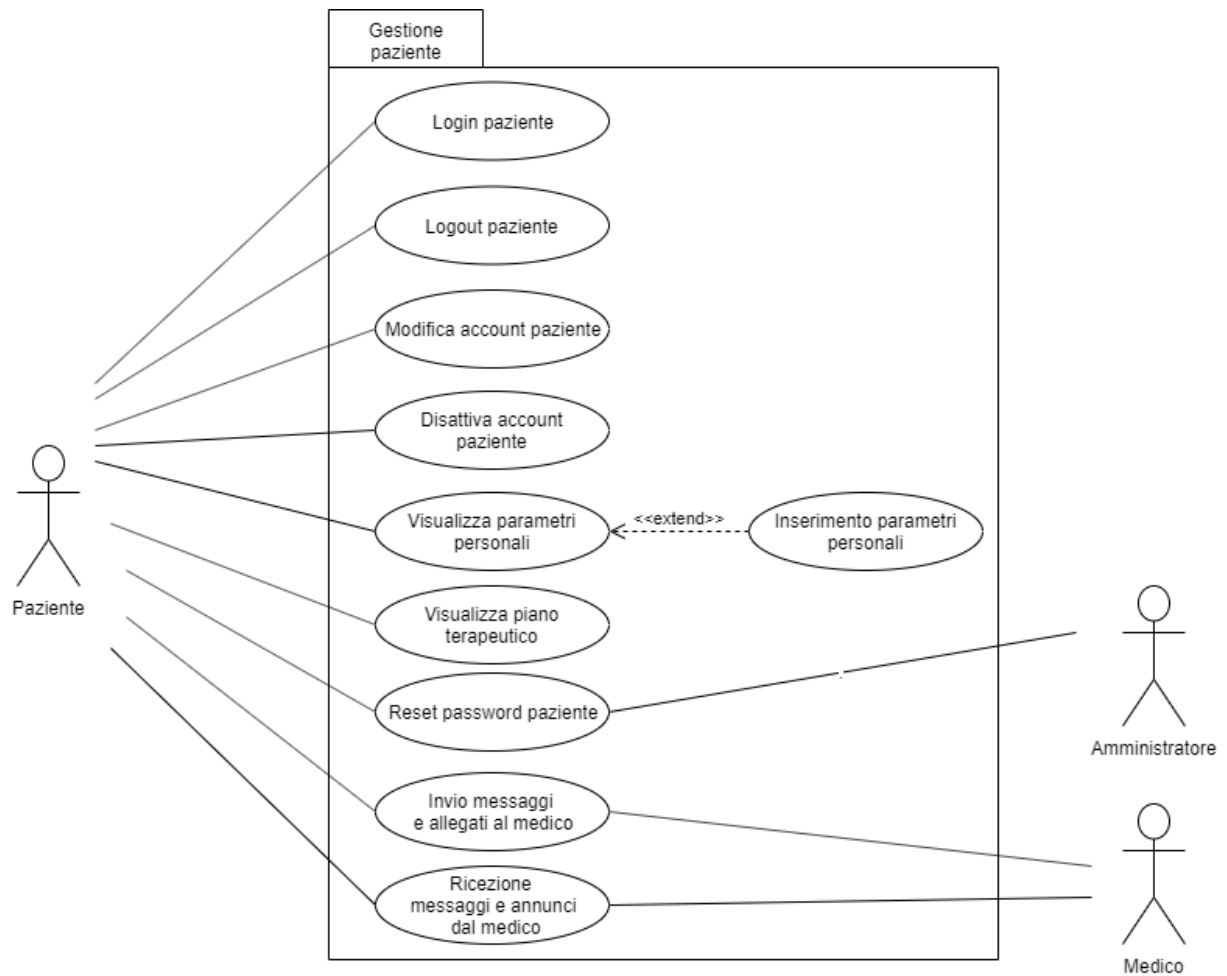 Gestione
paziente
Login paziente
Logout paziente
Modifica account paziente
Disattiva account
paziente
Visualizza parametri
personali
<<extend>>
Inserimento parametri
personali
Paziente
Visualizza piano
terapeutico
Reset password paziente
Amministratore
Invio messaggi
e allegati al medico
Ricezione
messaggi e annunci
dal medico
Medico